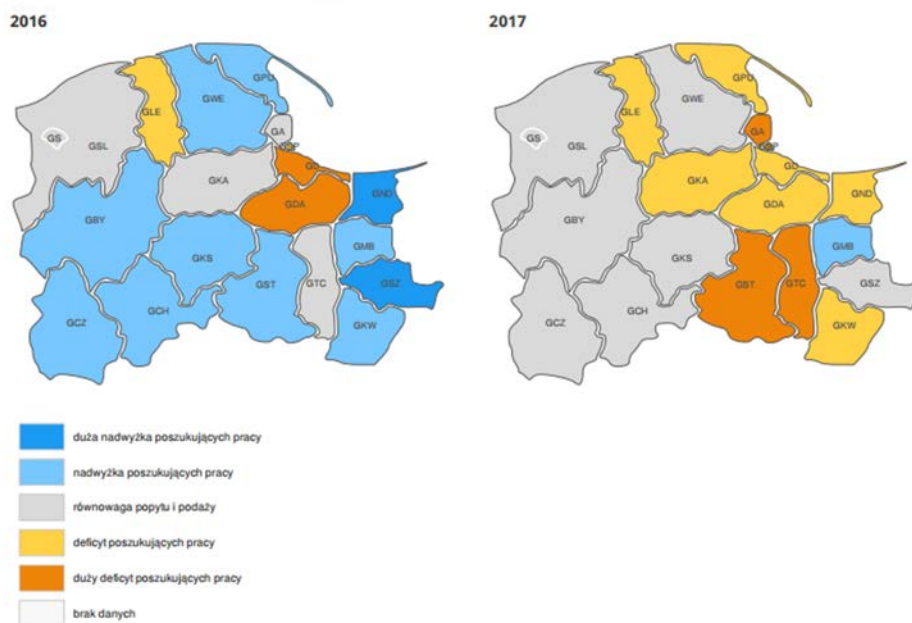 2016
2017
GPU
GWE
GLE
GA
GS
GSL
GD
GKA
GND
GDA
GBY
GMB
GKS
GSZ
GST
GTC
GCH
GCZ
GKW
GPU
GWE
GLE
GA
GS
GSL
GD
GKA
GND
GDA
GBY
GMB
GKS
GSZ
GST
GTC
GCH
GCZ
GKW
duża nadwyżka poszukujących pracy
nadwyżka poszukujących pracy
równowaga popytu i podaży
deficyt poszukujących pracy
duży deficyt poszukujących pracy
brak danych